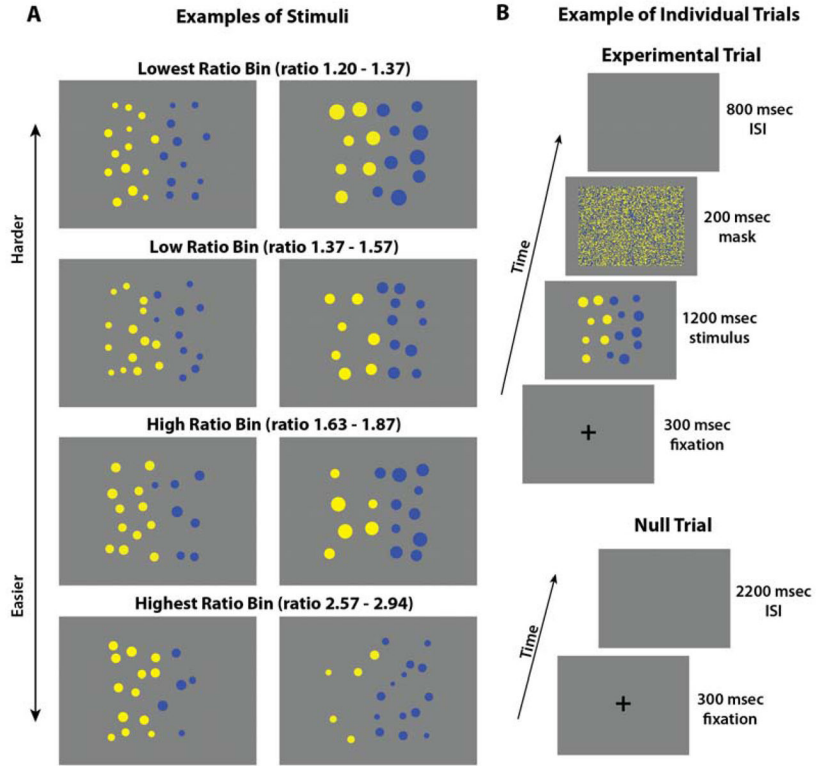 A
Examples of Stimuli
Lowest Ratio Bin (ratio 1.20 - 1.37)
Low Ratio Bin (ratio 1.37 - 1.57)
High Ratio Bin (ratio 1.63 - 1.87)
Highest Ratio Bin (ratio 2.57 - 2.94)
Harder
Easier
B
Example of Individual Trials
Experimental Trial
800 msec
ISI
200 msec
mask
1200 msec
stimulus
300 msec
fixation
Time
Null Trial
2200 msec
ISI
300 msec
fixation
Time